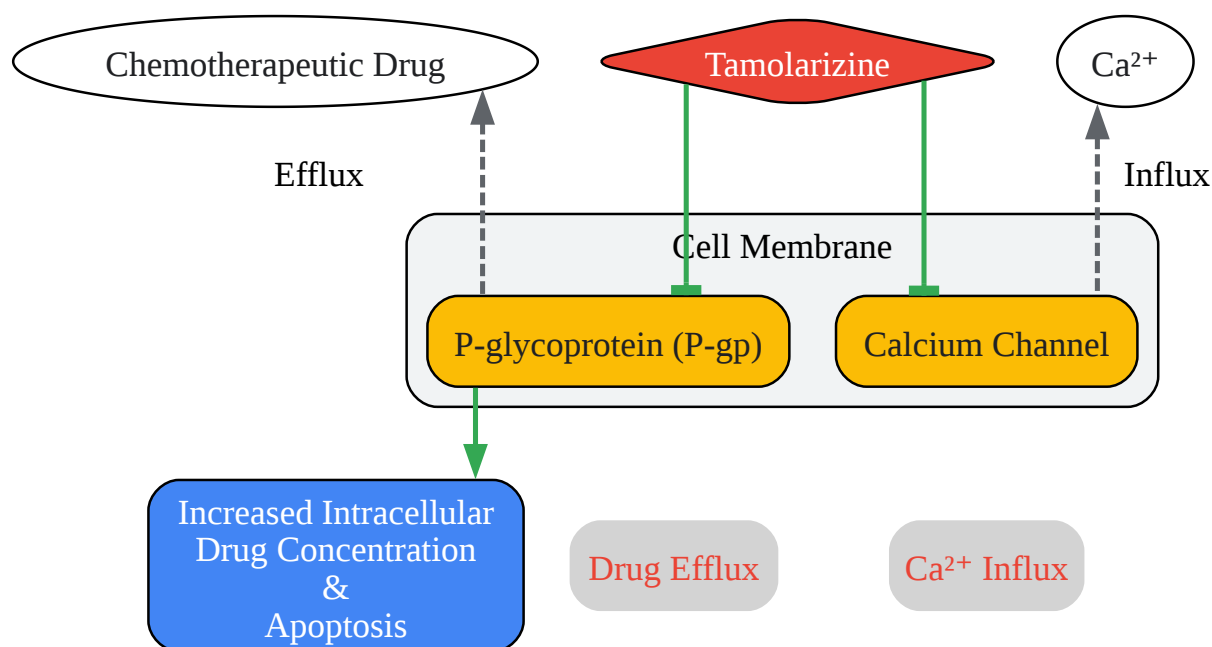 Chemotherapeutic Drug
Tamolarizine
Ca²⁺
Efflux
Influx
Cell Membrane
P-glycoprotein (P-gp)
Calcium Channel
Increased Intracellular
Drug Concentration
&
Apoptosis
Drug Efflux
Ca²⁺ Influx